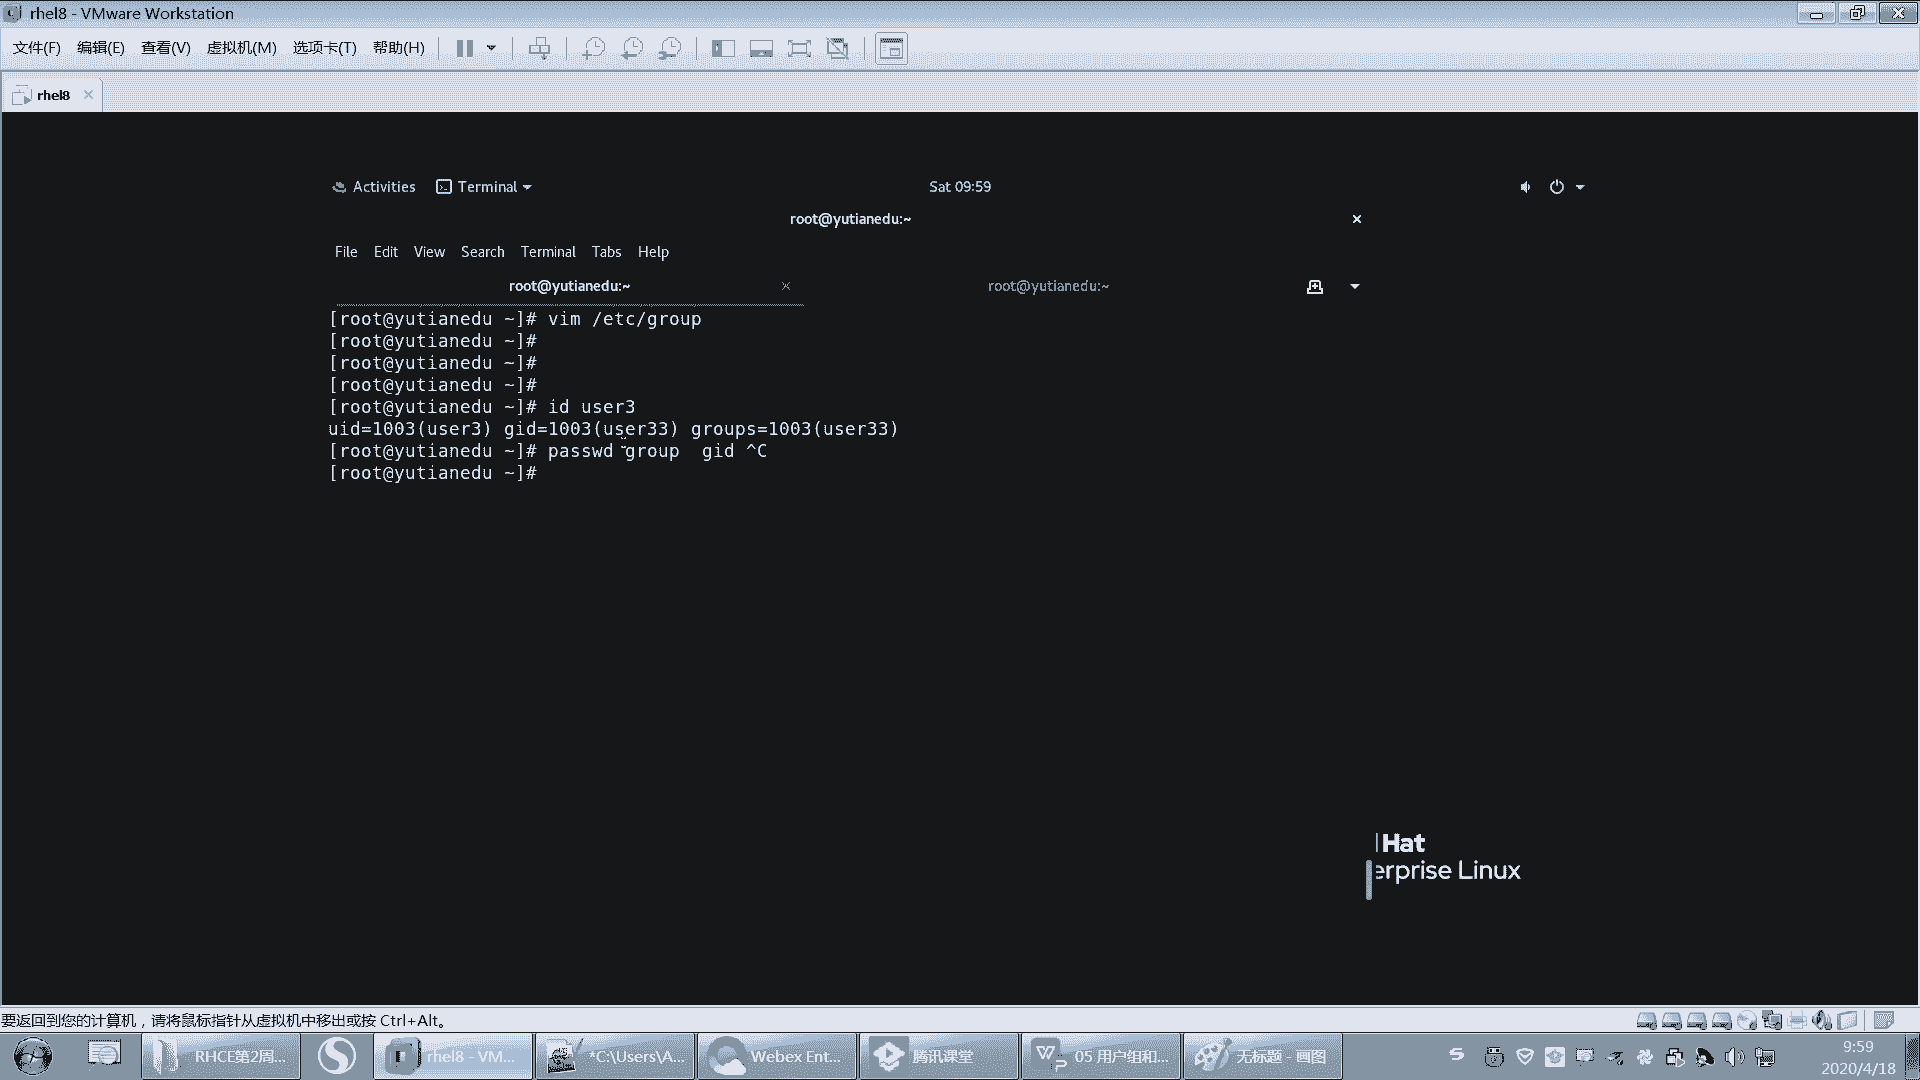 rhel8 - VMware Workstation
文件(F) 编辑(E) 查看(V) 虚拟机(M) 选项卡(T) 帮助(H)
rhel8
Activities Terminal Sat 09:59
root@yutianedu:~
File Edit View Search Terminal Tabs Help
root@yutianedu:~ root@yutianedu:~
[root@yutianedu ~]# vim /etc/group
[root@yutianedu ~]#
[root@yutianedu ~]#
[root@yutianedu ~]#
[root@yutianedu ~]# id user3
uid=1003(user3) gid=1003(user33) groups=1003(user33)
[root@yutianedu ~]# passwd group  gid ^C
[root@yutianedu ~]#
Hat
erprise Linux
要返回到您的计算机，请将鼠标指针从虚拟机中移出或按 Ctrl+Alt。
RHCE第2周... rhel8 - VM... *C:\Users\A... Webex Ent... 腾讯课堂 05 用户组和... 无标题 - 画图 9:59
2020/4/18